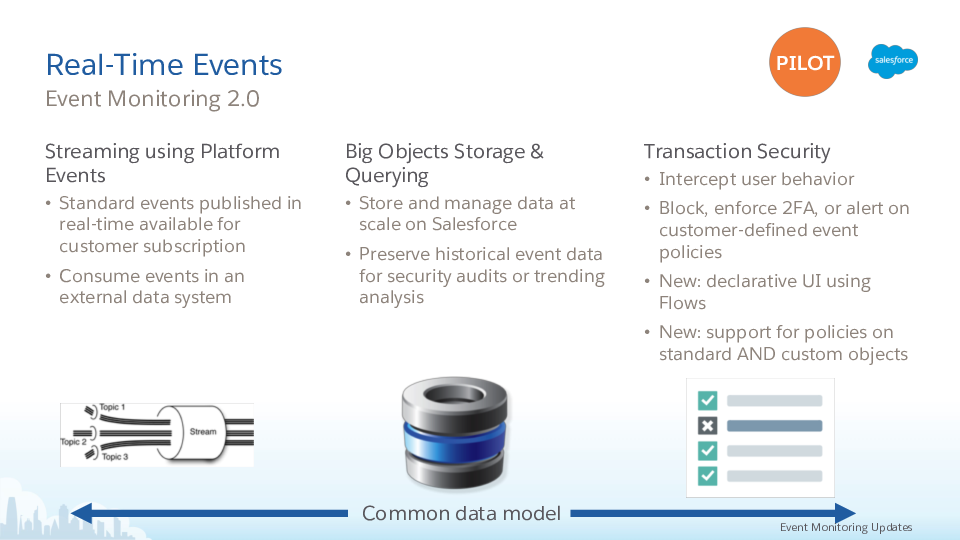 Real-Time Events
Event Monitoring 2.0
PILOT
salesforce
Streaming using Platform
Events
• Standard events published in
real-time available for
customer subscription
• Consume events in an
external data system
Big Objects Storage &
Querying
• Store and manage data at
scale on Salesforce
• Preserve historical event data
for security audits or trending
analysis
Transaction Security
• Intercept user behavior
• Block, enforce 2FA, or alert on
customer-defined event
policies
• New: declarative UI using
Flows
• New: support for policies on
standard AND custom objects
Topic 1
Topic 2
Topic 3
Stream
Common data model
Event Monitoring Updates